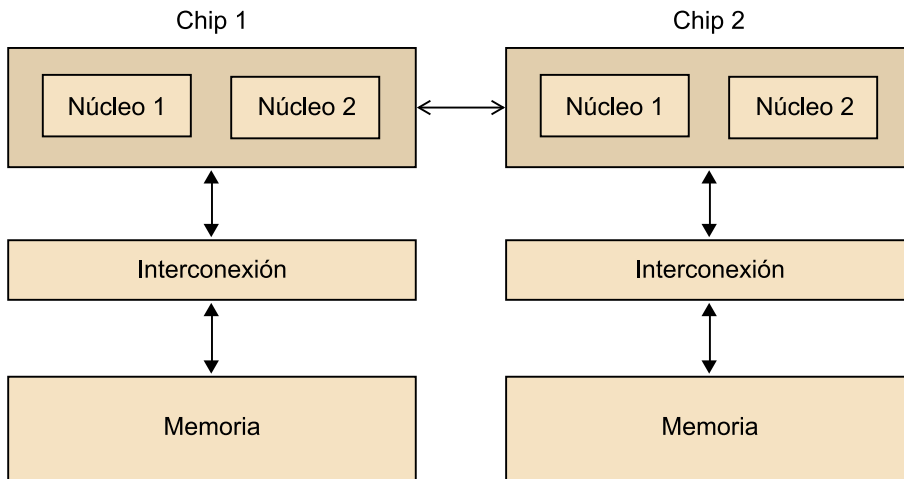 Chip 1
Chip 2
Núcleo 1
Núcleo 2
Núcleo 1
Núcleo 2
Interconexión
Interconexión
Memoria
Memoria